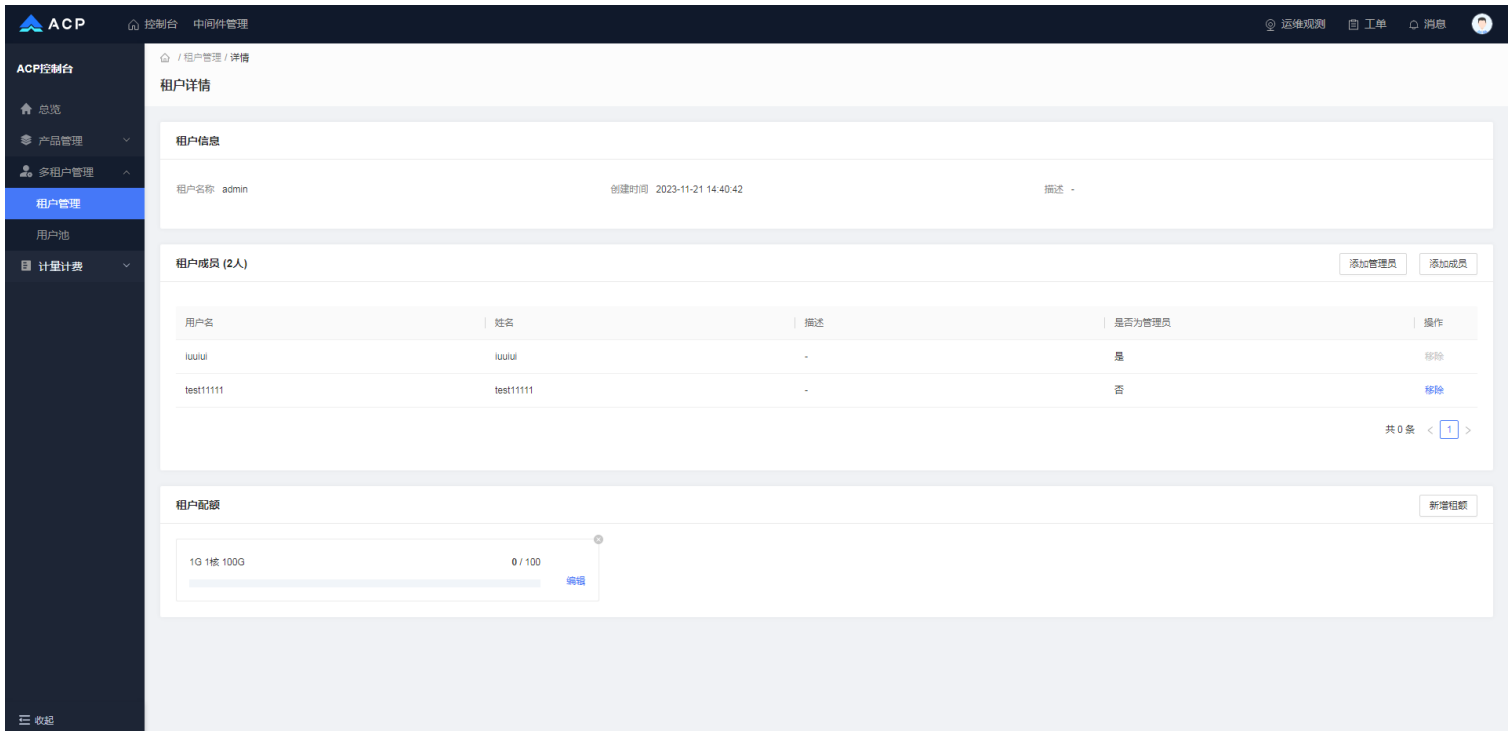 ACP 控制台 中间件管理 运维观测 工单 消息
ACP控制台
总览
产品管理
多租户管理
租户管理
用户池
计量计费
收起
/ 租户管理 / 详情
租户详情
租户信息
租户名称 admin 创建时间 2023-11-21 14:40:42 描述 -
租户成员 (2人) 添加管理员 添加成员
用户名 姓名 描述 是否为管理员 操作
iuuiui iuuiui - 是 移除
test11111 test11111 - 否 移除
共 0 条 < 1 >
租户配额 新增租额
1G 1核 100G 0 / 100
编辑